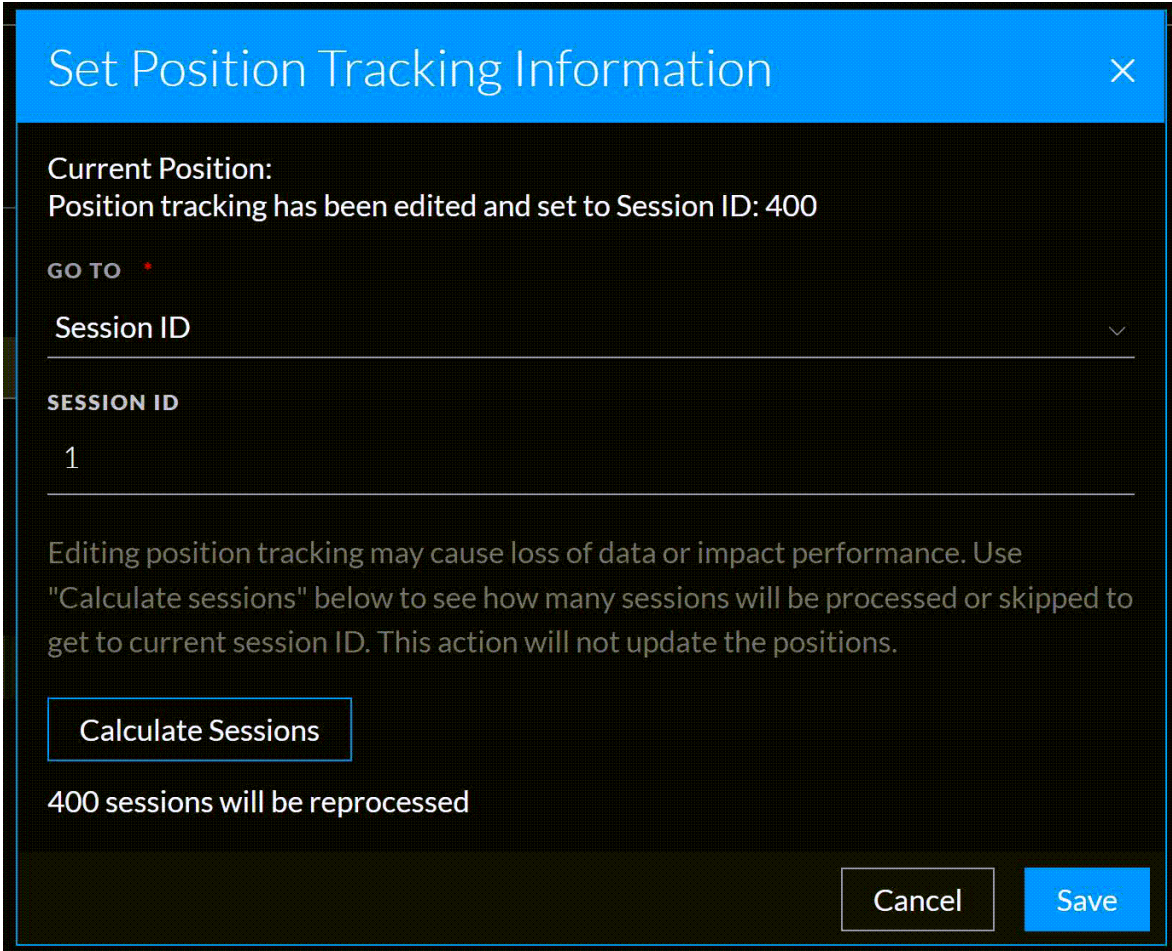 Set Position Tracking Information
Current Position:
Position tracking has been edited and set to Session ID: 400
GO TO *
Session ID
SESSION ID
1
Editing position tracking may cause loss of data or impact performance. Use
"Calculate sessions" below to see how many sessions will be processed or skipped to
get to current session ID. This action will not update the positions.
Calculate Sessions
400 sessions will be reprocessed
Cancel
Save